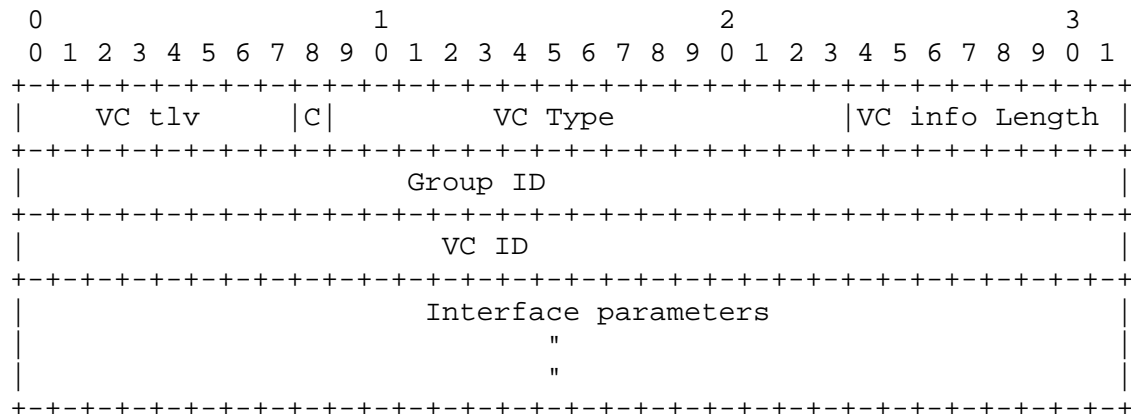 0                   1                   2                   3
 0 1 2 3 4 5 6 7 8 9 0 1 2 3 4 5 6 7 8 9 0 1 2 3 4 5 6 7 8 9 0 1
+-+-+-+-+-+-+-+-+-+-+-+-+-+-+-+-+-+-+-+-+-+-+-+-+-+-+-+-+-+-+-+-+
|    VC tlv     |C|         VC Type             |VC info Length |
+-+-+-+-+-+-+-+-+-+-+-+-+-+-+-+-+-+-+-+-+-+-+-+-+-+-+-+-+-+-+-+-+
|                      Group ID                                 |
+-+-+-+-+-+-+-+-+-+-+-+-+-+-+-+-+-+-+-+-+-+-+-+-+-+-+-+-+-+-+-+-+
|                        VC ID                                  |
+-+-+-+-+-+-+-+-+-+-+-+-+-+-+-+-+-+-+-+-+-+-+-+-+-+-+-+-+-+-+-+-+
|                       Interface parameters                    |
|                              "                                |
|                              "                                |
+-+-+-+-+-+-+-+-+-+-+-+-+-+-+-+-+-+-+-+-+-+-+-+-+-+-+-+-+-+-+-+-+